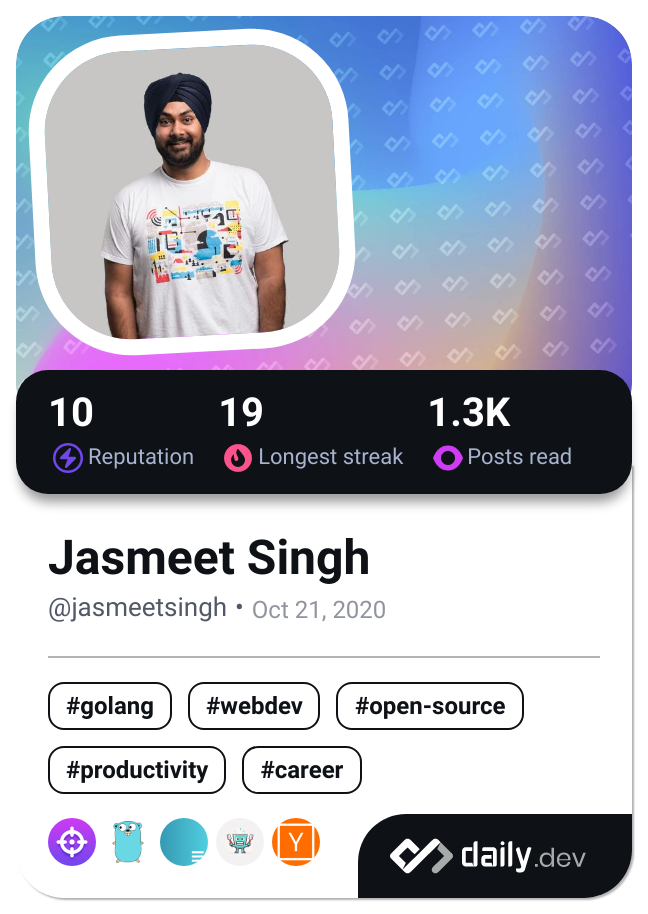 10 19 1.3K
Reputation Longest streak Posts read
Jasmeet Singh
@jasmeetsingh • Oct 21, 2020
#golang #webdev #open-source
#productivity #career
Y
daily.dev